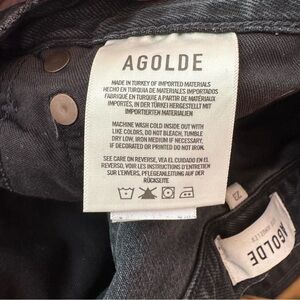 AGOLDE
MADE IN TURKEY OF IMPORTED MATERIALS
HECHO EN TURQUIA DE MATERIALES IMPORTADOS
FABRIQUE EN TURQUIE A PARTIR DE MATÉRIAUX
IMPORTÉS, IN DER TÜRKEI HERGESTELLT MIT
IMPORTIERTEN MATERIALIEN
MACHINE WASH COLD INSIDE OUT WITH
LIKE COLORS, DO NOT BLEACH, TUMBLE
DRY LOW, IRON MEDIUM IF NECESSARY,
IF DECORATED OR PRINTED DO NOT IRON.
SEE CARE ON REVERSE, VEA EL CUIDADO EN EL
REVERSO, VOIR LES INSTRUCTIONS D'ENTRETIEN
AU VERSO, PFLEGEANLEITUNG AUF DER
RÜCKSEITE
AGOLDE